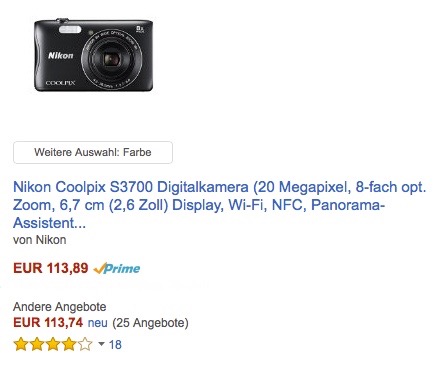 8x
Nikon
COOLPIX
Weitere Auswahl: Farbe
Nikon Coolpix S3700 Digitalkamera (20 Megapixel, 8-fach opt.
Zoom, 6,7 cm (2,6 Zoll) Display, Wi-Fi, NFC, Panorama-
Assistent...
von Nikon
EUR 113,89 Prime
Andere Angebote
EUR 113,74 neu (25 Angebote)
18